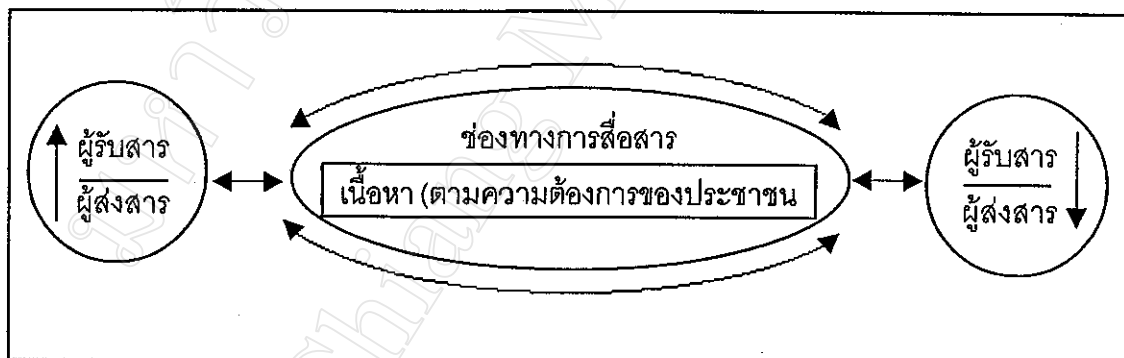 ช่องทางการสื่อสาร
ผู้รับสาร
ผู้ส่งสาร
เนื้อหา (ตามความต้องการของประชาชน
ผู้รับสาร
ผู้ส่งสาร
Chiang M